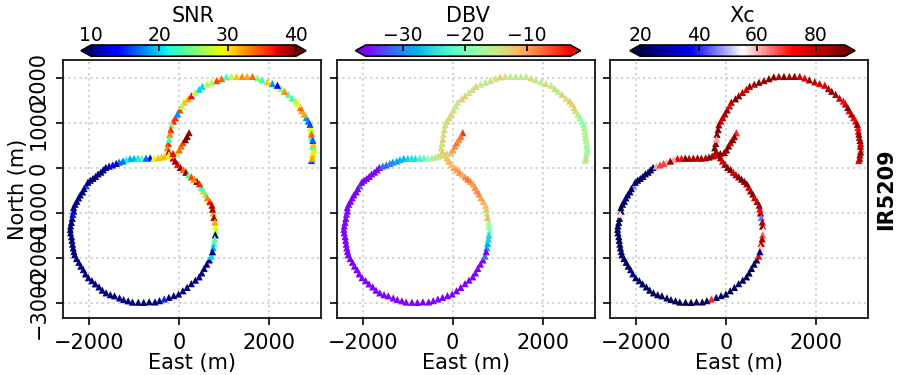 SNR DBV Xc
10 20 30 40 −30 −20 −10 20 40 60 80
North (m)
2000
1000
0
−1000
−2000
−3000
IR5209
−2000 0 2000 −2000 0 2000 −2000 0 2000
East (m) East (m) East (m)